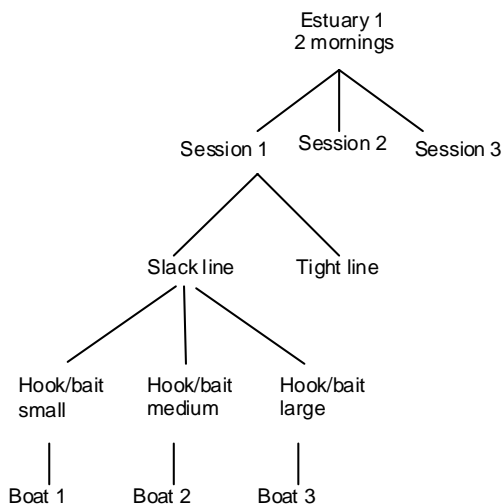 Estuary 1
2 mornings
Session 1
Session 2
Session 3
Slack line
Tight line
Hook/bait
small
Hook/bait
medium
Hook/bait
large
Boat 1
Boat 2
Boat 3